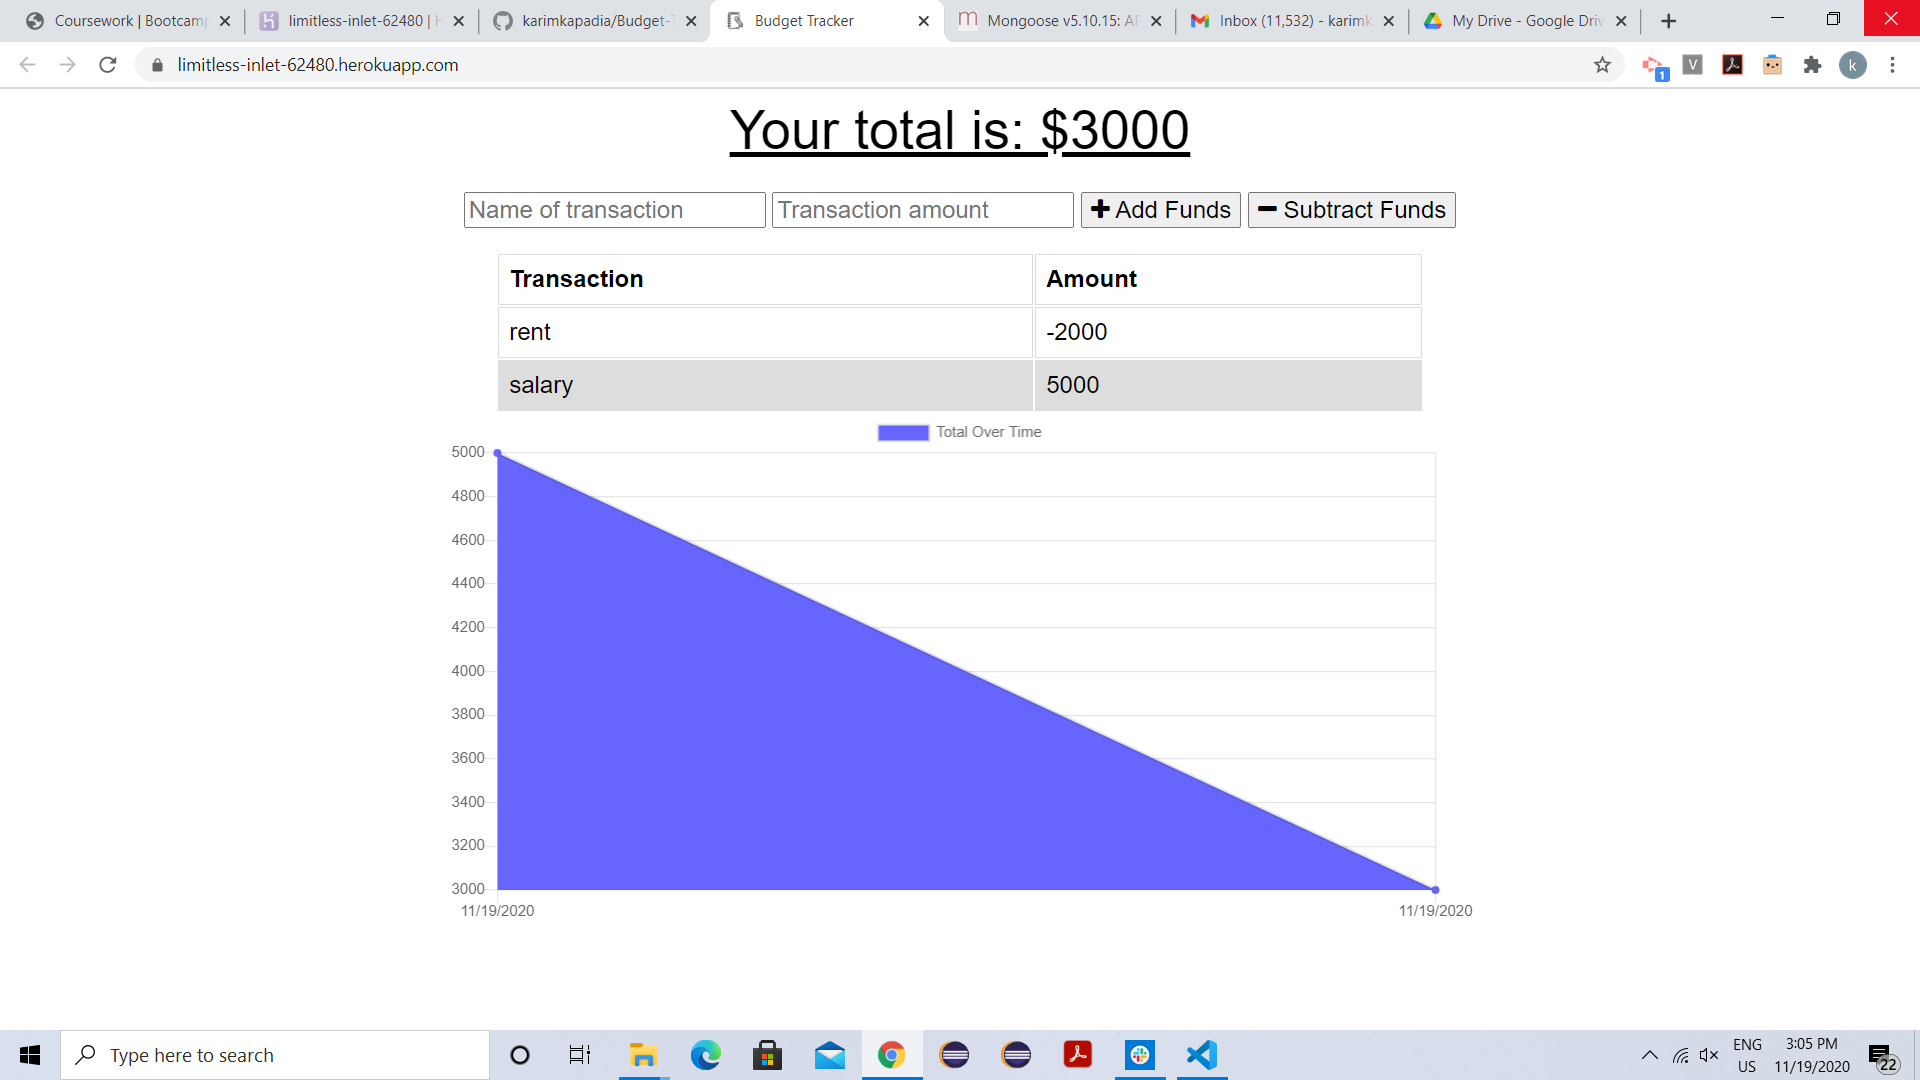 Coursework | Bootcamp
limitless-inlet-62480 | H
karimkapadia/Budget-T
Budget Tracker
Mongoose v5.10.15: AP
Inbox (11,532) - karimk
My Drive - Google Driv
limitless-inlet-62480.herokuapp.com
1
V
k
Your total is: $3000
Name of transaction
Transaction amount
Add Funds
Subtract Funds
Transaction Amount
rent -2000
salary 5000
Total Over Time
5000
4800
4600
4400
4200
4000
3800
3600
3400
3200
3000
11/19/2020 11/19/2020
Type here to search
ENG
US
3:05 PM
11/19/2020
22